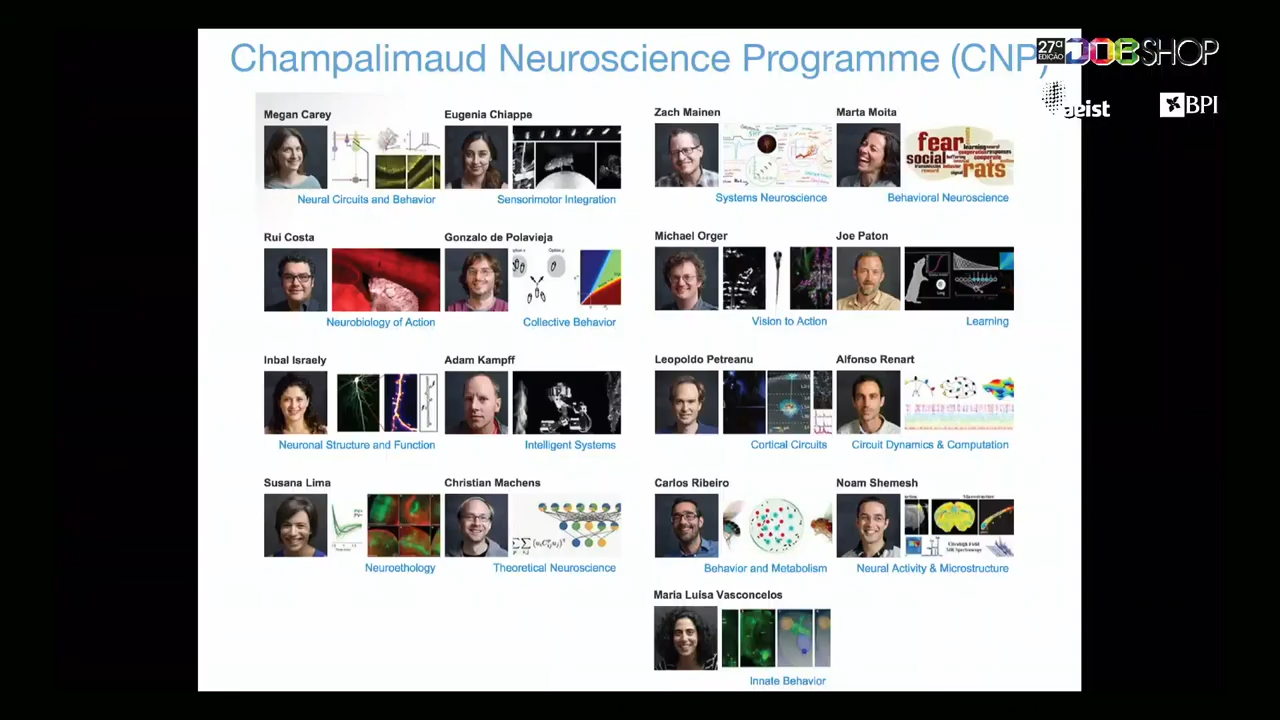 Champalimaud Neuroscience Programme (CNP)
27ª
EDIÇÃO
JOBSHOP
aeist
BPI
Megan Carey
Neural Circuits and Behavior
Eugenia Chiappe
Sensorimotor Integration
Zach Mainen
Systems Neuroscience
Marta Moita
fear
social
rats
learning
cooperate
Behavioral Neuroscience
Rui Costa
Neurobiology of Action
Gonzalo de Polavieja
Collective Behavior
Michael Orger
Vision to Action
Joe Paton
Learning
Inbal Israely
Neuronal Structure and Function
Adam Kampff
Intelligent Systems
Leopoldo Petreanu
Cortical Circuits
Alfonso Renart
Circuit Dynamics & Computation
Susana Lima
Neuroethology
Christian Machens
Theoretical Neuroscience
Carlos Ribeiro
Behavior and Metabolism
Noam Shemesh
Neural Activity & Microstructure
Maria Luisa Vasconcelos
Innate Behavior